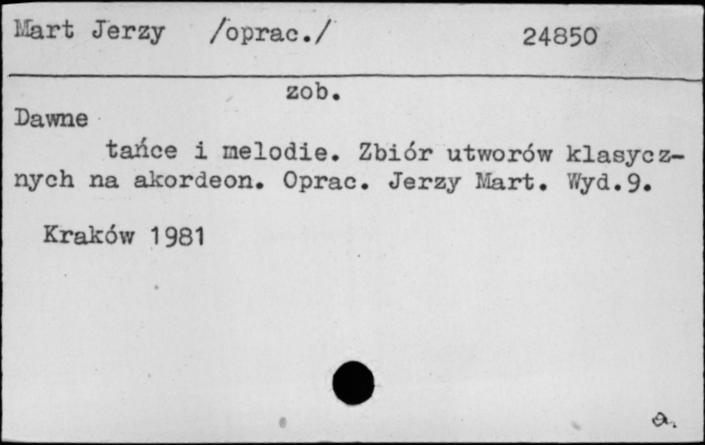 Mart Jerzy /oprac./ 24850
zob.
Dawne
tańce i melodie. Zbiór utworów klasycz-
nych na akordeon. Oprac. Jerzy Mart. Wyd.9.
Kraków 1981
a.